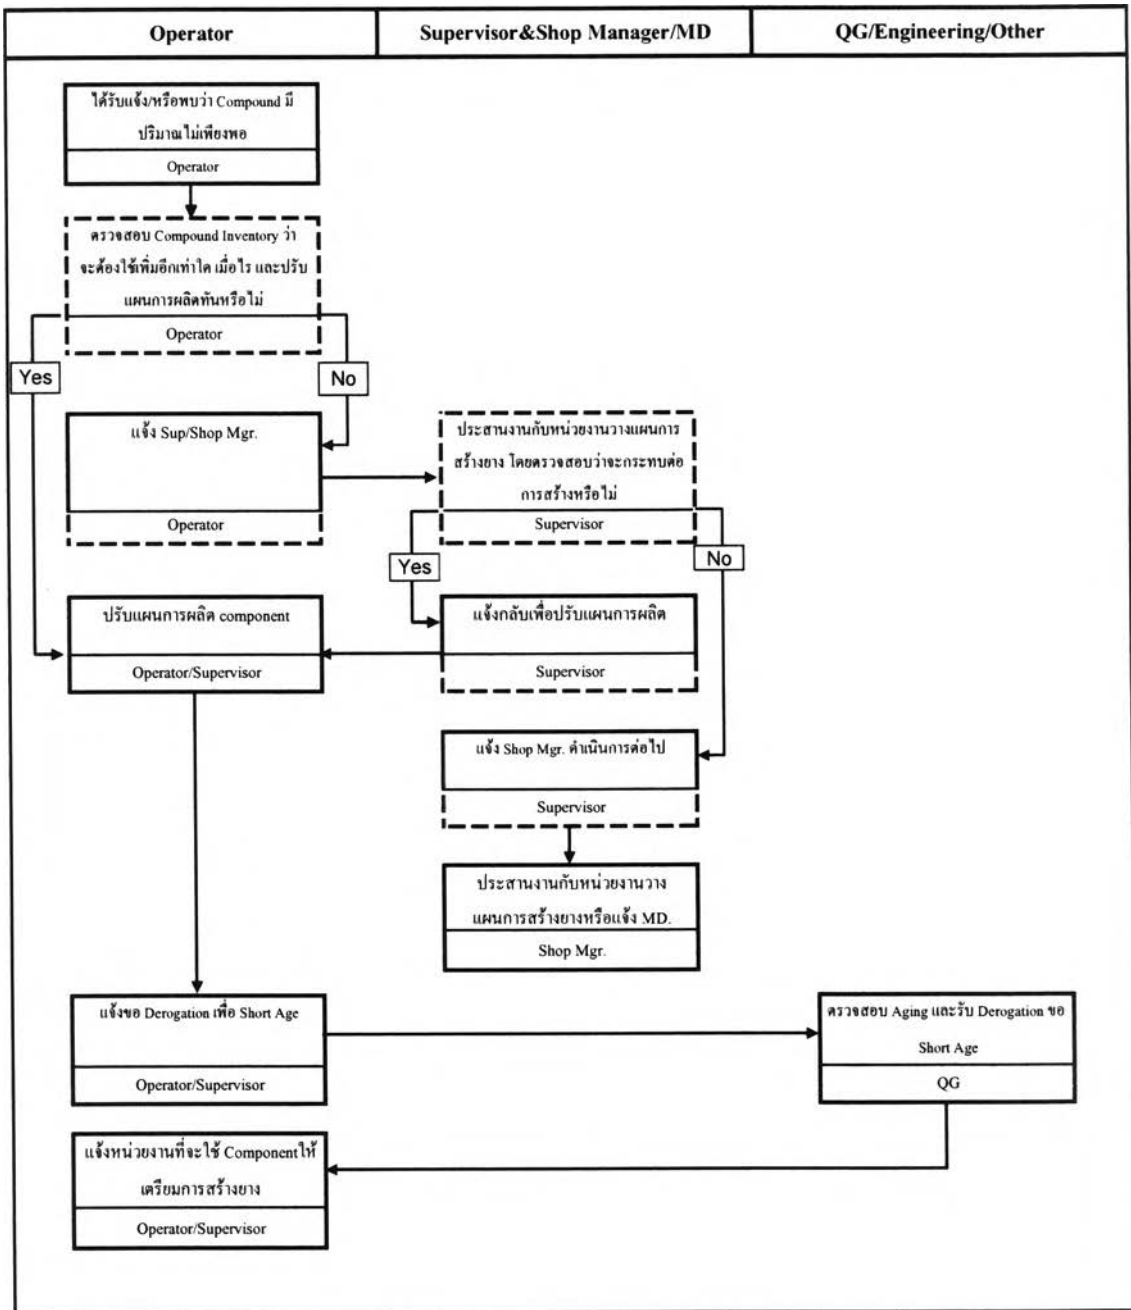 Operator
Supervisor&Shop Manager/MD
QG/Engineering/Other
ได้รับแจ้ง/หรือพบว่า Compound มี
ปริมาณไม่เพียงพอ
Operator
ตรวจสอบ Compound Inventory ว่า
จะต้องใช้เพิ่มอีกเท่าใด เมื่อไร และปรับ
แผนการผลิตทันหรือไม่
Operator
Yes
No
แจ้ง Sup/Shop Mgr.
Operator
ประสานงานกับหน่วยงานวางแผนการ
สร้างยาง โดยตรวจสอบว่าจะกระทบต่อ
การสร้างหรือไม่
Supervisor
Yes
No
ปรับแผนการผลิต component
Operator/Supervisor
แจ้งกลับเพื่อปรับแผนการผลิต
Supervisor
แจ้ง Shop Mgr. ดำเนินการต่อไป
Supervisor
ประสานงานกับหน่วยงานวาง
แผนการสร้างยางหรือแจ้ง MD.
Shop Mgr.
แจ้งขอ Derogation เพื่อ Short Age
Operator/Supervisor
ตรวจสอบ Aging และรับ Derogation ขอ
Short Age
QG
แจ้งหน่วยงานที่จะใช้ Componentให้
เตรียมการสร้างยาง
Operator/Supervisor